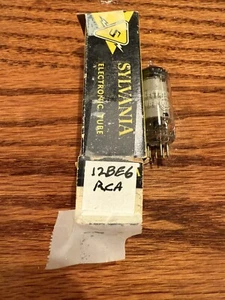 SYLVANIA
ELECTRONIC TUBE
12BE6
RCA